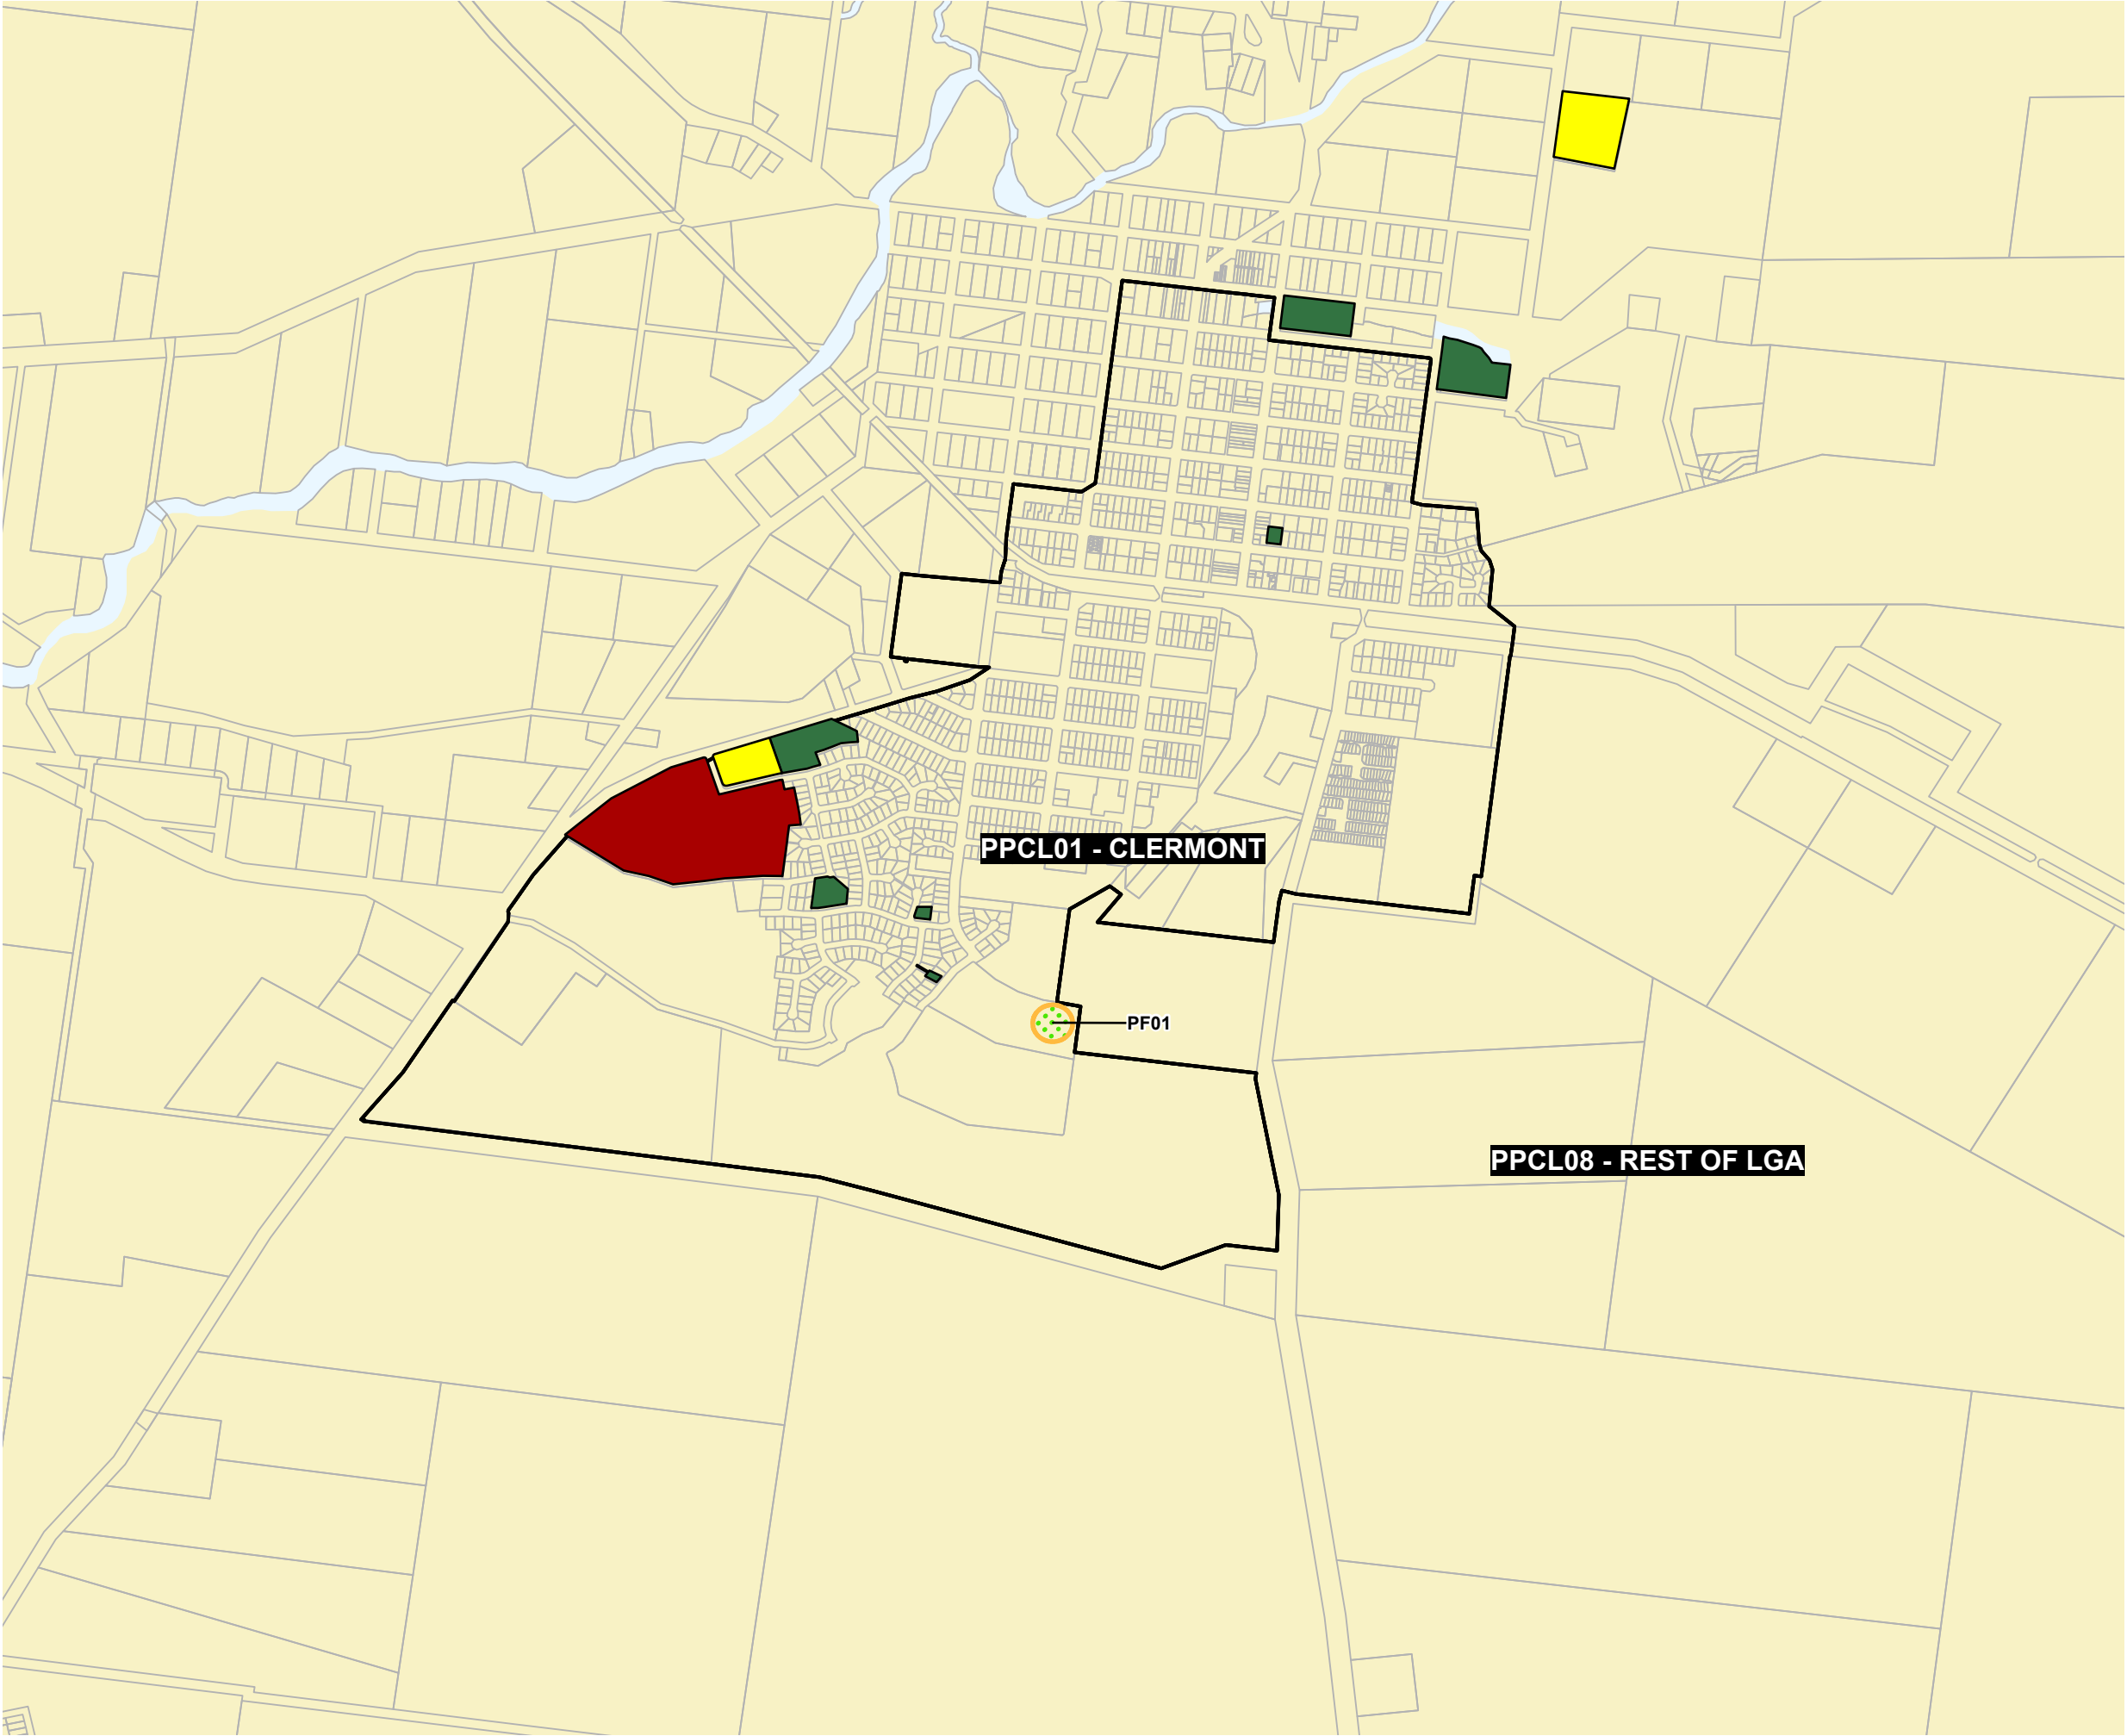 PPCL01 - CLERMONT
PF01
PPCL08 - REST OF LGA